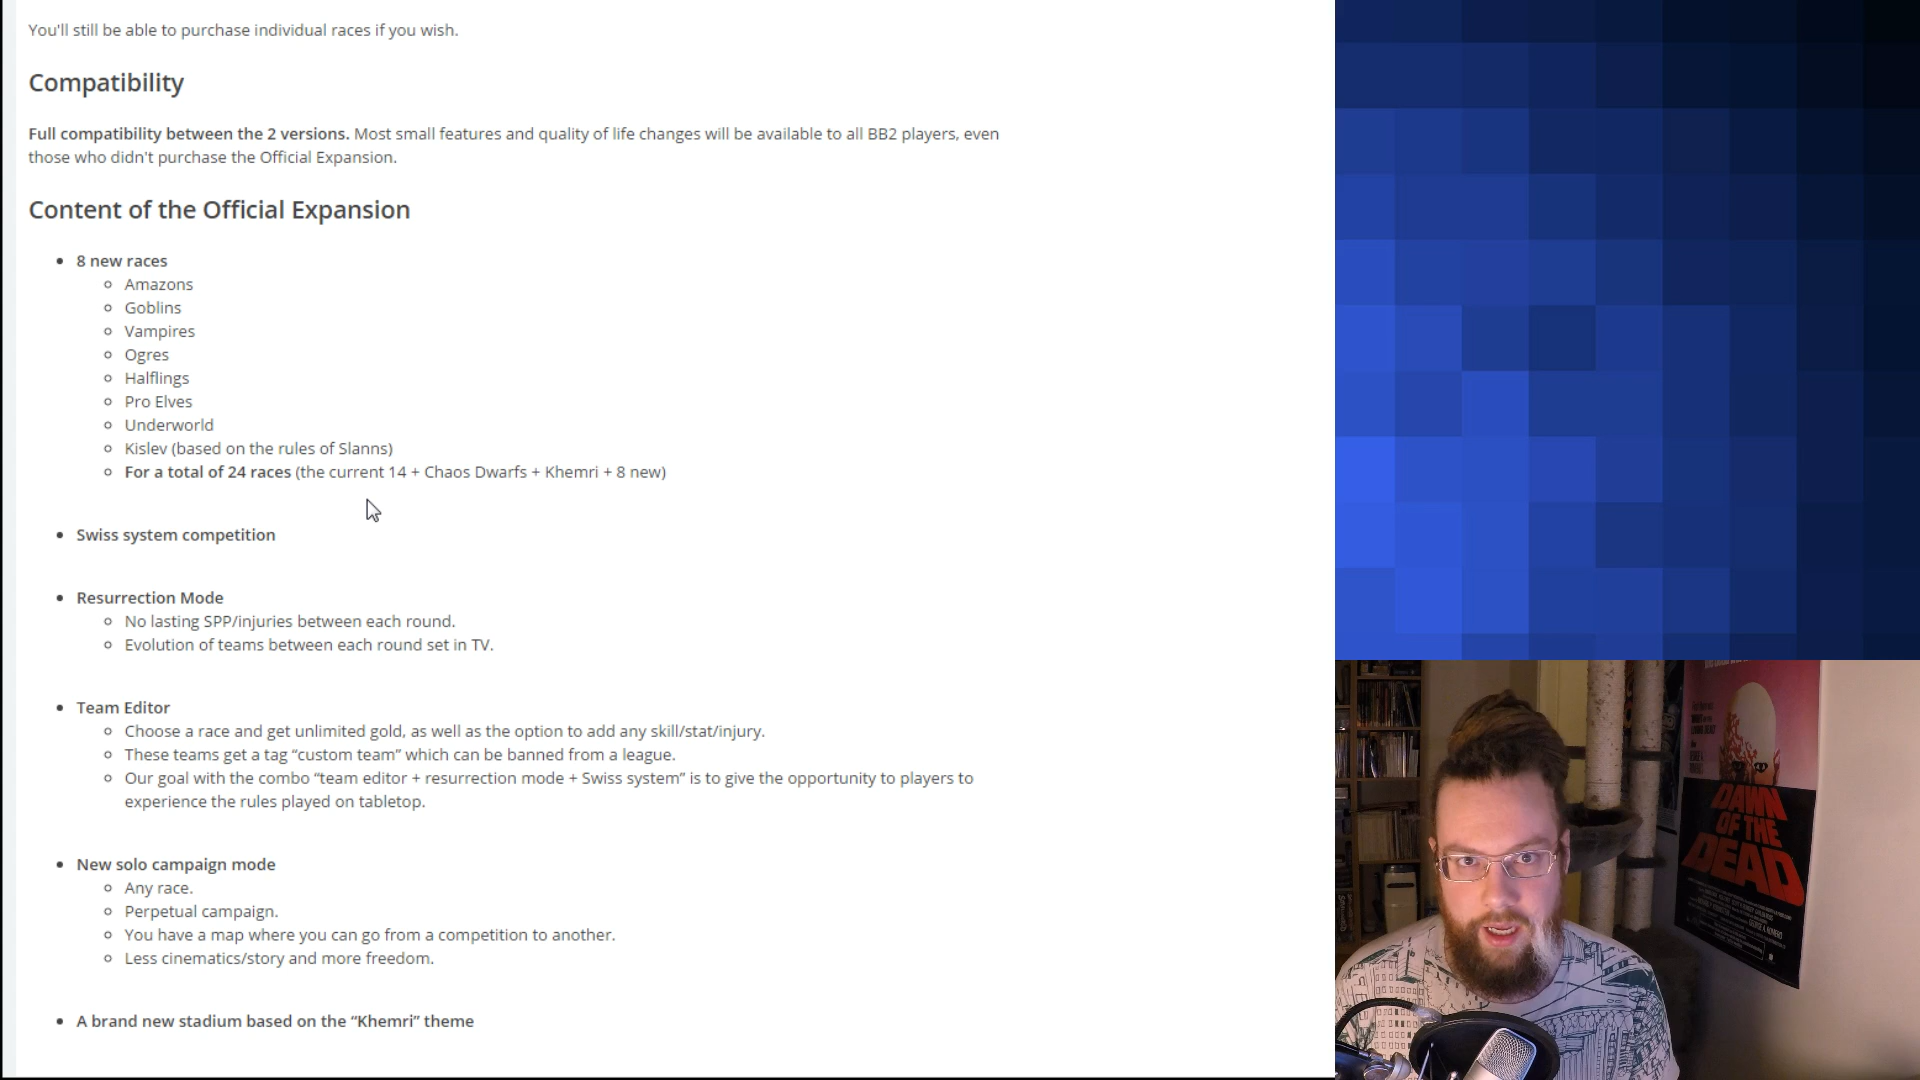 You'll still be able to purchase individual races if you wish.
Compatibility
Full compatibility between the 2 versions. Most small features and quality of life changes will be available to all BB2 players, even
those who didn't purchase the Official Expansion.
Content of the Official Expansion
8 new races
Amazons
Goblins
Vampires
Ogres
Halflings
Pro Elves
Underworld
Kislev (based on the rules of Slanns)
For a total of 24 races (the current 14 + Chaos Dwarfs + Khemri + 8 new)
Swiss system competition
Resurrection Mode
No lasting SPP/injuries between each round.
Evolution of teams between each round set in TV.
Team Editor
Choose a race and get unlimited gold, as well as the option to add any skill/stat/injury.
These teams get a tag “custom team” which can be banned from a league.
Our goal with the combo “team editor + resurrection mode + Swiss system” is to give the opportunity to players to
experience the rules played on tabletop.
New solo campaign mode
Any race.
Perpetual campaign.
You have a map where you can go from a competition to another.
Less cinematics/story and more freedom.
A brand new stadium based on the “Khemri” theme
DAWN
OF THE
DEAD